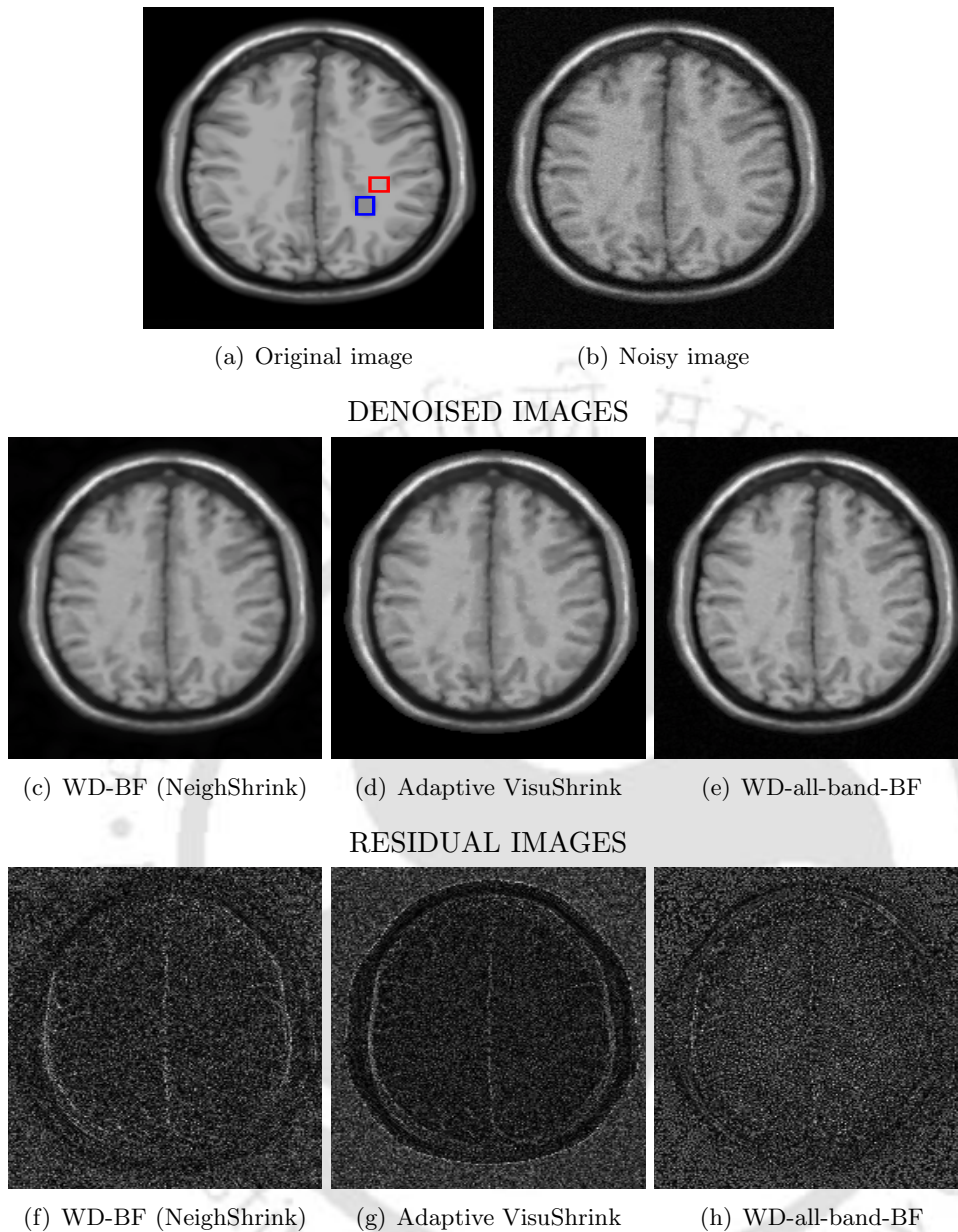 (a) Original image
(b) Noisy image
DENOISED IMAGES
(c) WD-BF (NeighShrink)
(d) Adaptive VisuShrink
(e) WD-all-band-BF
RESIDUAL IMAGES
(f) WD-BF (NeighShrink)
(g) Adaptive VisuShrink
(h) WD-all-band-BF